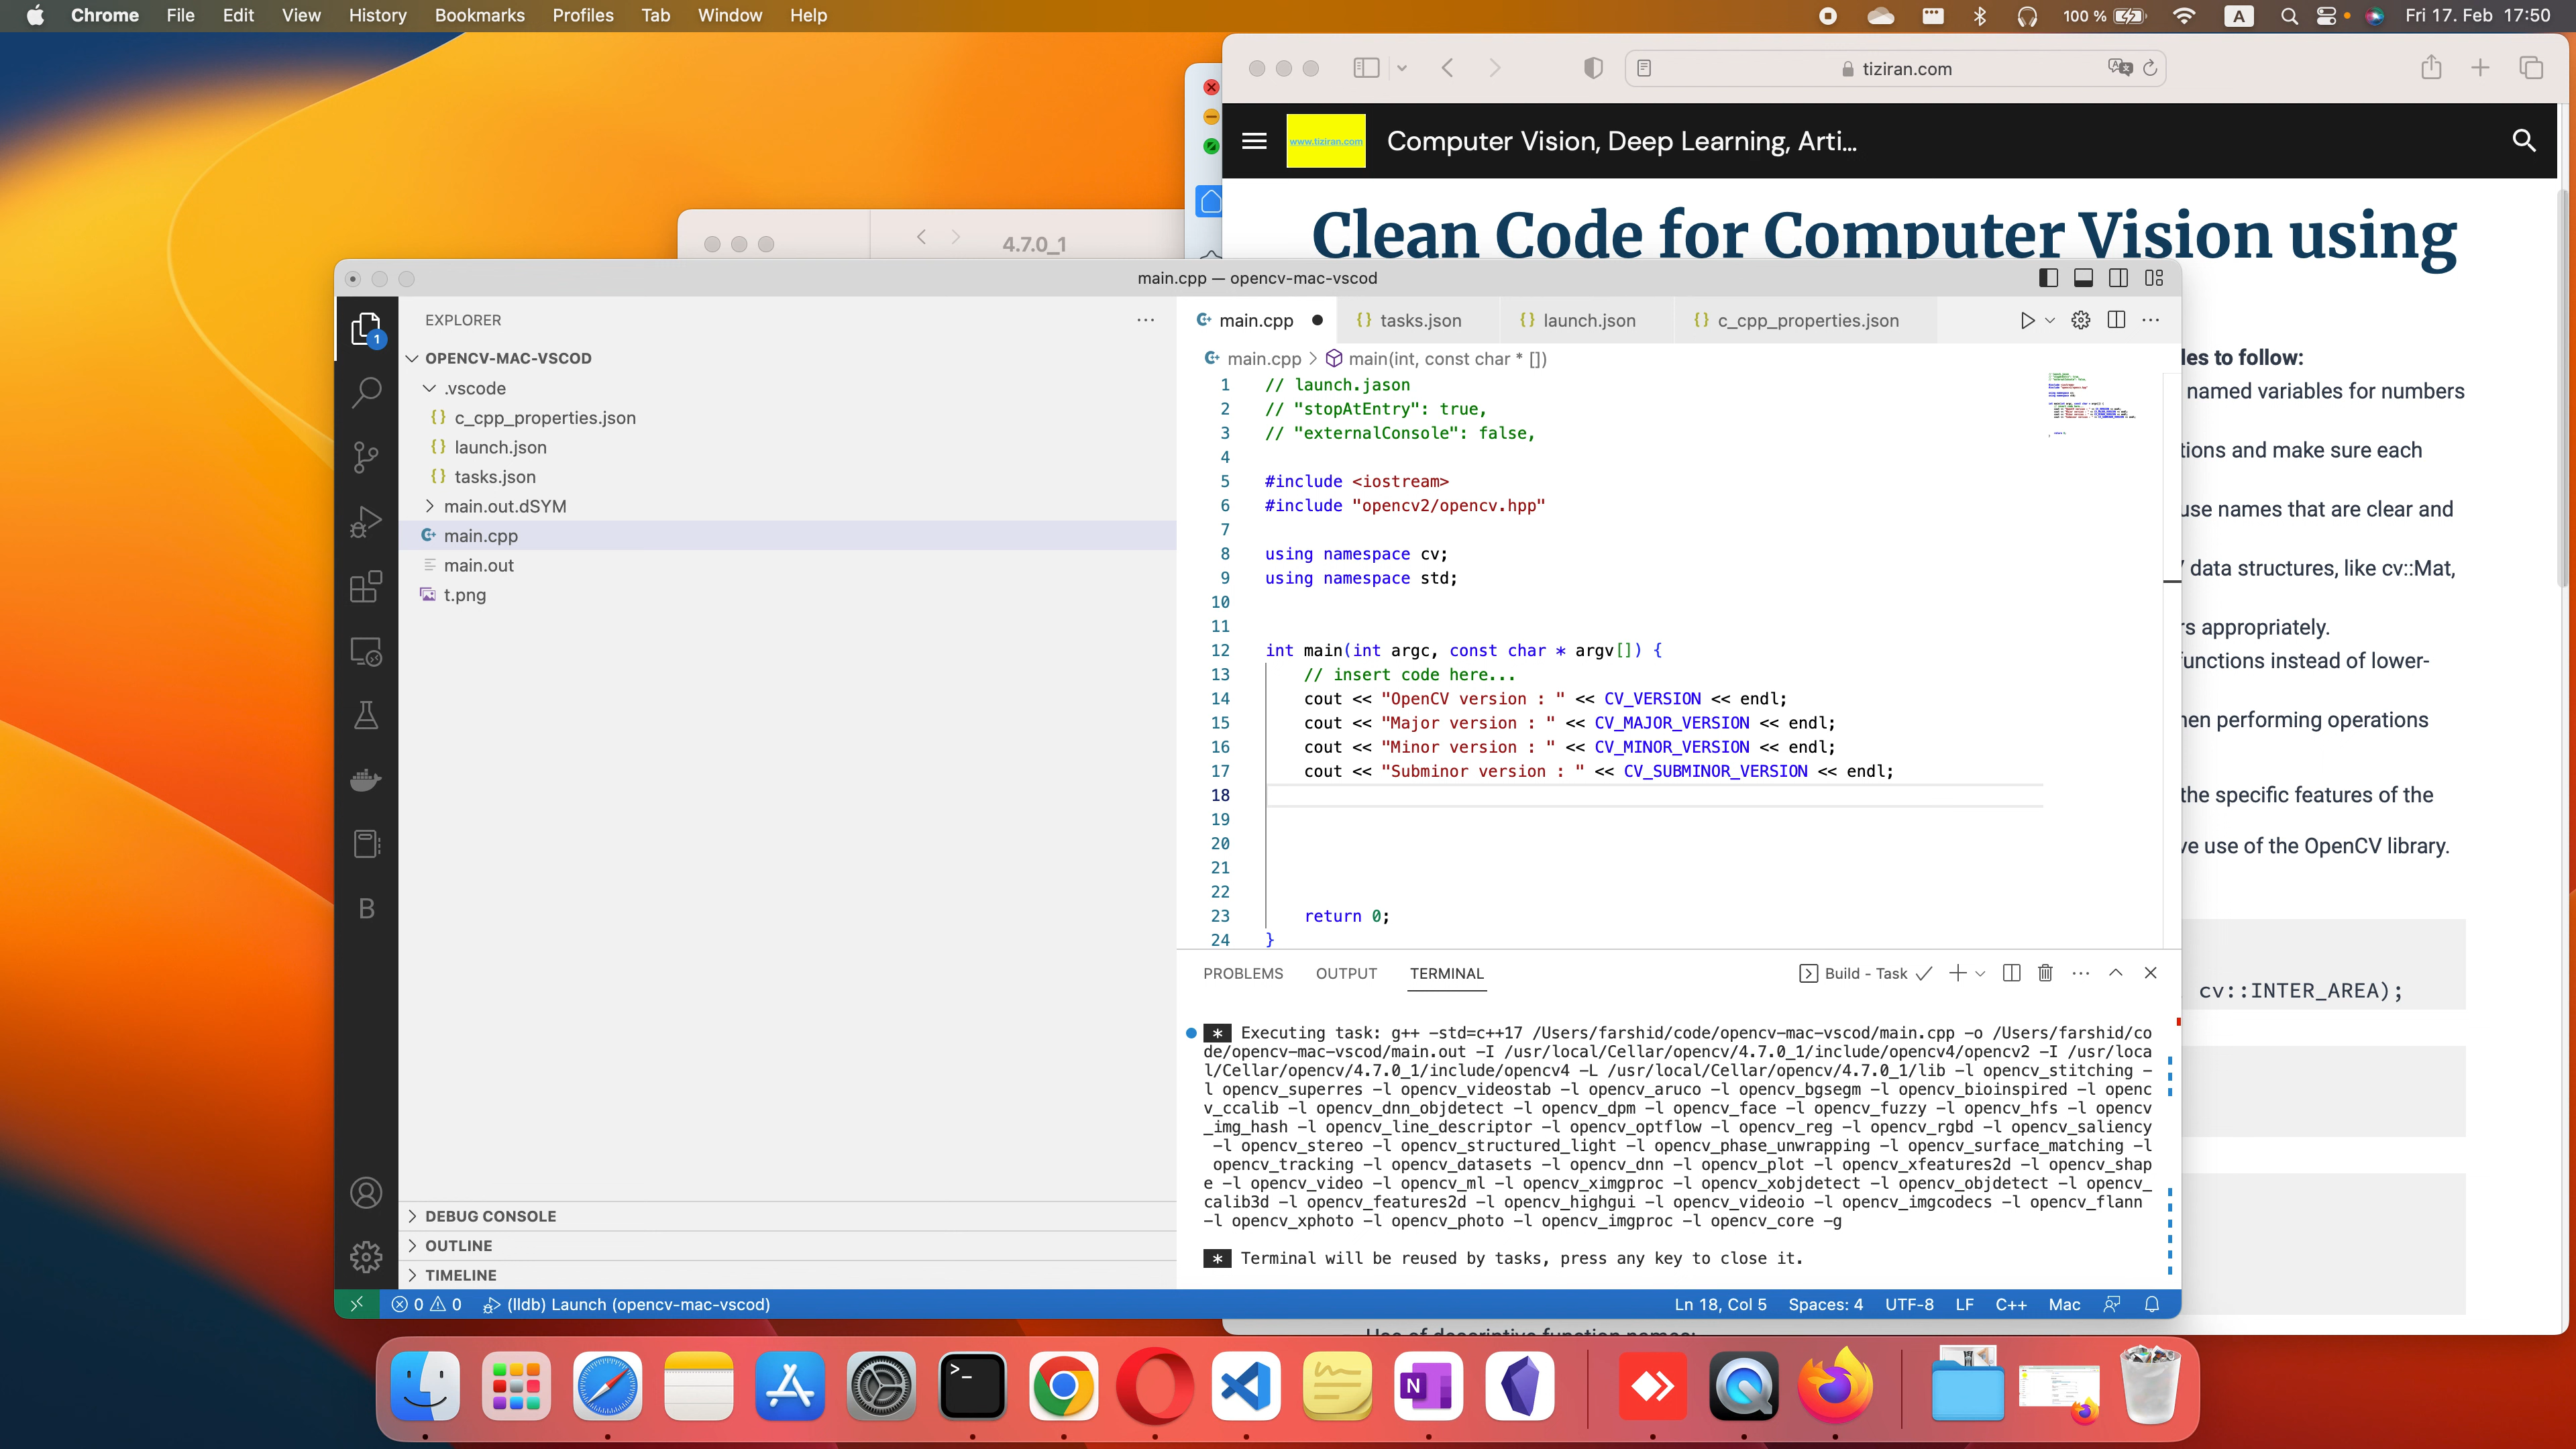 Chrome File Edit View History Bookmarks Profiles Tab Window Help
100 % A Fri 17. Feb 17:50
tiziran.com
www.tiziran.com Computer Vision, Deep Learning, Arti...
Clean Code for Computer Vision using
4.7.0_1
main.cpp — opencv-mac-vscod
les to follow:
named variables for numbers
tions and make sure each
use names that are clear and
data structures, like cv::Mat,
rs appropriately.
unctions instead of lower-
hen performing operations
the specific features of the
ve use of the OpenCV library.
cv::INTER_AREA);
EXPLORER
1
OPENCV-MAC-VSCOD
.vscode
{} c_cpp_properties.json
{} launch.json
{} tasks.json
main.out.dSYM
main.cpp
main.out
t.png
B
DEBUG CONSOLE
OUTLINE
TIMELINE
main.cpp {} tasks.json {} launch.json {} c_cpp_properties.json
main.cpp > main(int, const char * [])
1 // launch.jason
2 // "stopAtEntry": true,
3 // "externalConsole": false,
4
5 #include <iostream>
6 #include "opencv2/opencv.hpp"
7
8 using namespace cv;
9 using namespace std;
10
11
12 int main(int argc, const char * argv[]) {
13 // insert code here...
14 cout << "OpenCV version : " << CV_VERSION << endl;
15 cout << "Major version : " << CV_MAJOR_VERSION << endl;
16 cout << "Minor version : " << CV_MINOR_VERSION << endl;
17 cout << "Subminor version : " << CV_SUBMINOR_VERSION << endl;
18
19
20
21
22
23 return 0;
24 }
PROBLEMS OUTPUT TERMINAL Build - Task
* Executing task: g++ -std=c++17 /Users/farshid/code/opencv-mac-vscod/main.cpp -o /Users/farshid/co
de/opencv-mac-vscod/main.out -I /usr/local/Cellar/opencv/4.7.0_1/include/opencv4/opencv2 -I /usr/loca
l/Cellar/opencv/4.7.0_1/include/opencv4 -L /usr/local/Cellar/opencv/4.7.0_1/lib -l opencv_stitching -
l opencv_superres -l opencv_videostab -l opencv_aruco -l opencv_bgsegm -l opencv_bioinspired -l openc
v_ccalib -l opencv_dnn_objdetect -l opencv_dpm -l opencv_face -l opencv_fuzzy -l opencv_hfs -l opencv
_img_hash -l opencv_line_descriptor -l opencv_optflow -l opencv_reg -l opencv_rgbd -l opencv_saliency
-l opencv_stereo -l opencv_structured_light -l opencv_phase_unwrapping -l opencv_surface_matching -l
opencv_tracking -l opencv_datasets -l opencv_dnn -l opencv_plot -l opencv_xfeatures2d -l opencv_shap
e -l opencv_video -l opencv_ml -l opencv_ximgproc -l opencv_xobjdetect -l opencv_objdetect -l opencv_
calib3d -l opencv_features2d -l opencv_highgui -l opencv_videoio -l opencv_imgcodecs -l opencv_flann
-l opencv_xphoto -l opencv_photo -l opencv_imgproc -l opencv_core -g
* Terminal will be reused by tasks, press any key to close it.
0 0 (lldb) Launch (opencv-mac-vscod) Ln 18, Col 5 Spaces: 4 UTF-8 LF C++ Mac
Use of descriptive function names:
>_
N